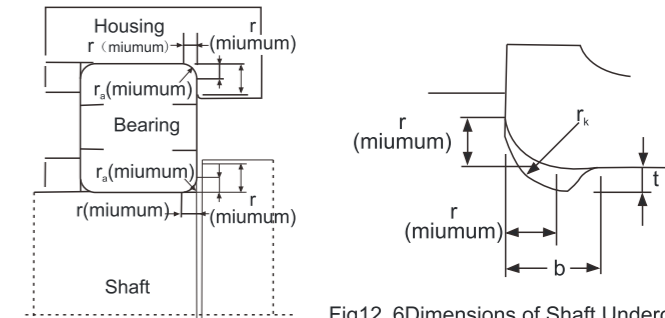 Housing
r（miumum)
r
(miumum)
rₐ(miumum)
Bearing
rₐ(miumum)
r(miumum)
r
(miumum)
Shaft
r
(miumum)
rₖ
t
r
(miumum)
b
Fig12. 6Dimensions of Shaft Underc